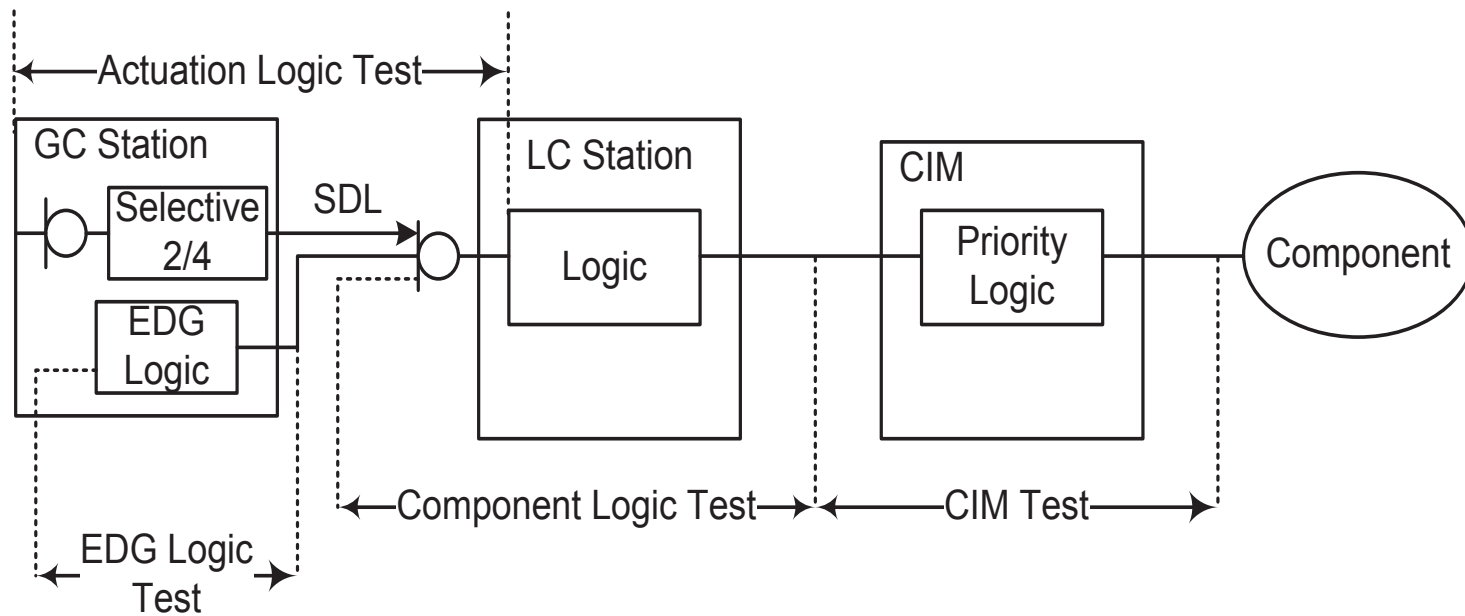 Actuation Logic Test
GC Station
Selective
2/4
SDL
EDG
Logic
LC Station
Logic
CIM
Priority
Logic
Component
Component Logic Test
CIM Test
EDG Logic
Test